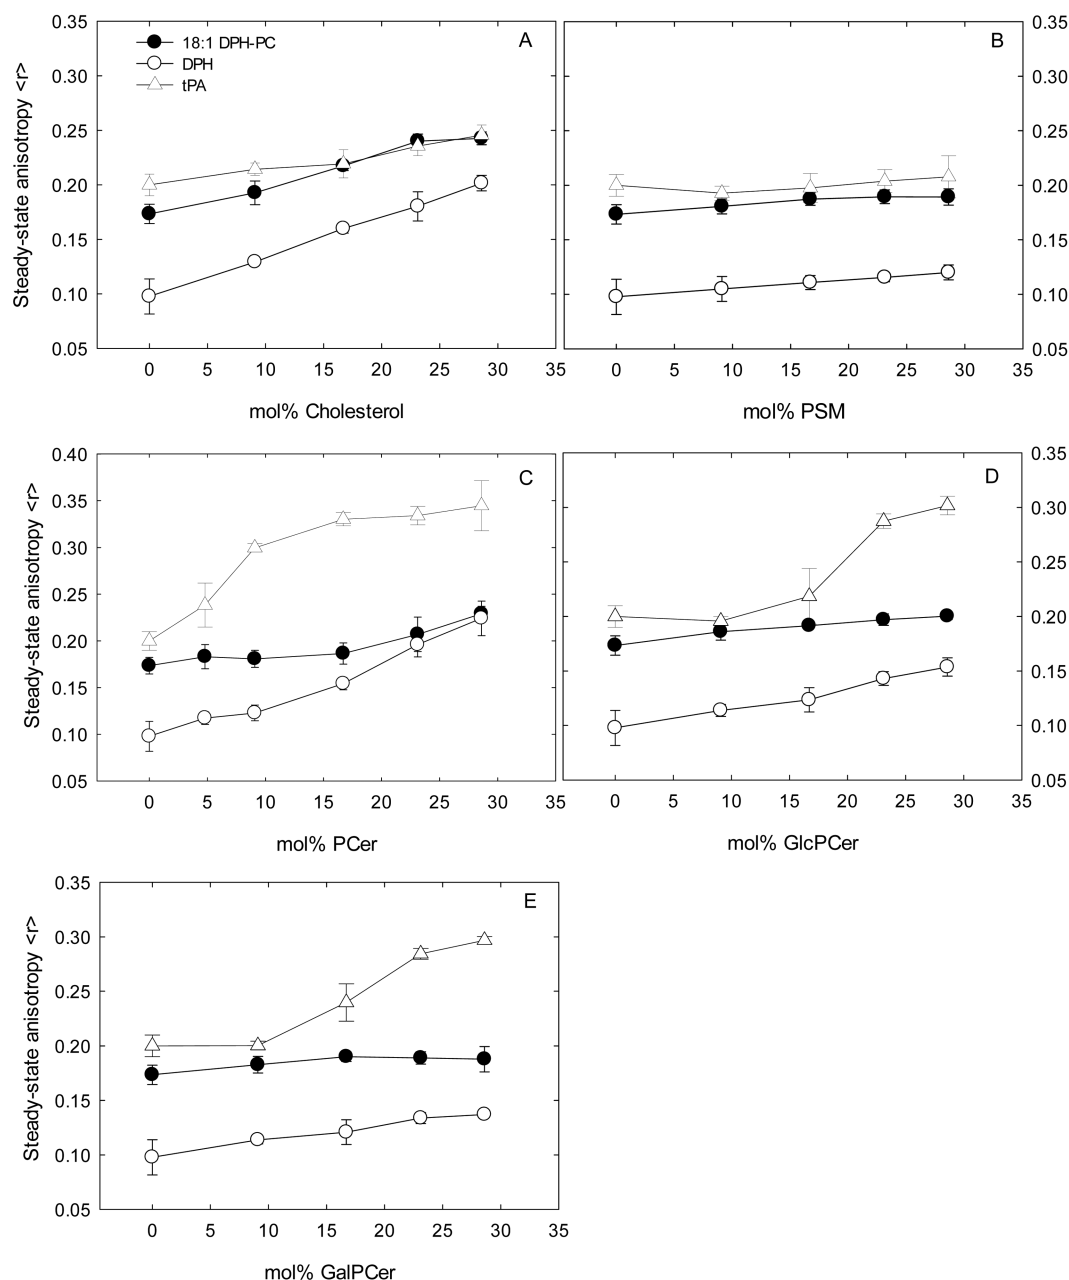 0.35
0.30
0.25
0.20
0.15
0.10
0.05
Steady-state anisotropy <r>
18:1 DPH-PC
DPH
tPA
A
0 5 10 15 20 25 30 35
mol% Cholesterol
B
0.35
0.30
0.25
0.20
0.15
0.10
0.05
0 5 10 15 20 25 30 35
mol% PSM
0.40
0.35
0.30
0.25
0.20
0.15
0.10
0.05
Steady-state anisotropy <r>
C
0 5 10 15 20 25 30 35
mol% PCer
D
0.35
0.30
0.25
0.20
0.15
0.10
0.05
0 5 10 15 20 25 30 35
mol% GlcPCer
0.35
0.30
0.25
0.20
0.15
0.10
0.05
Steady-state anisotropy <r>
E
0 5 10 15 20 25 30 35
mol% GalPCer